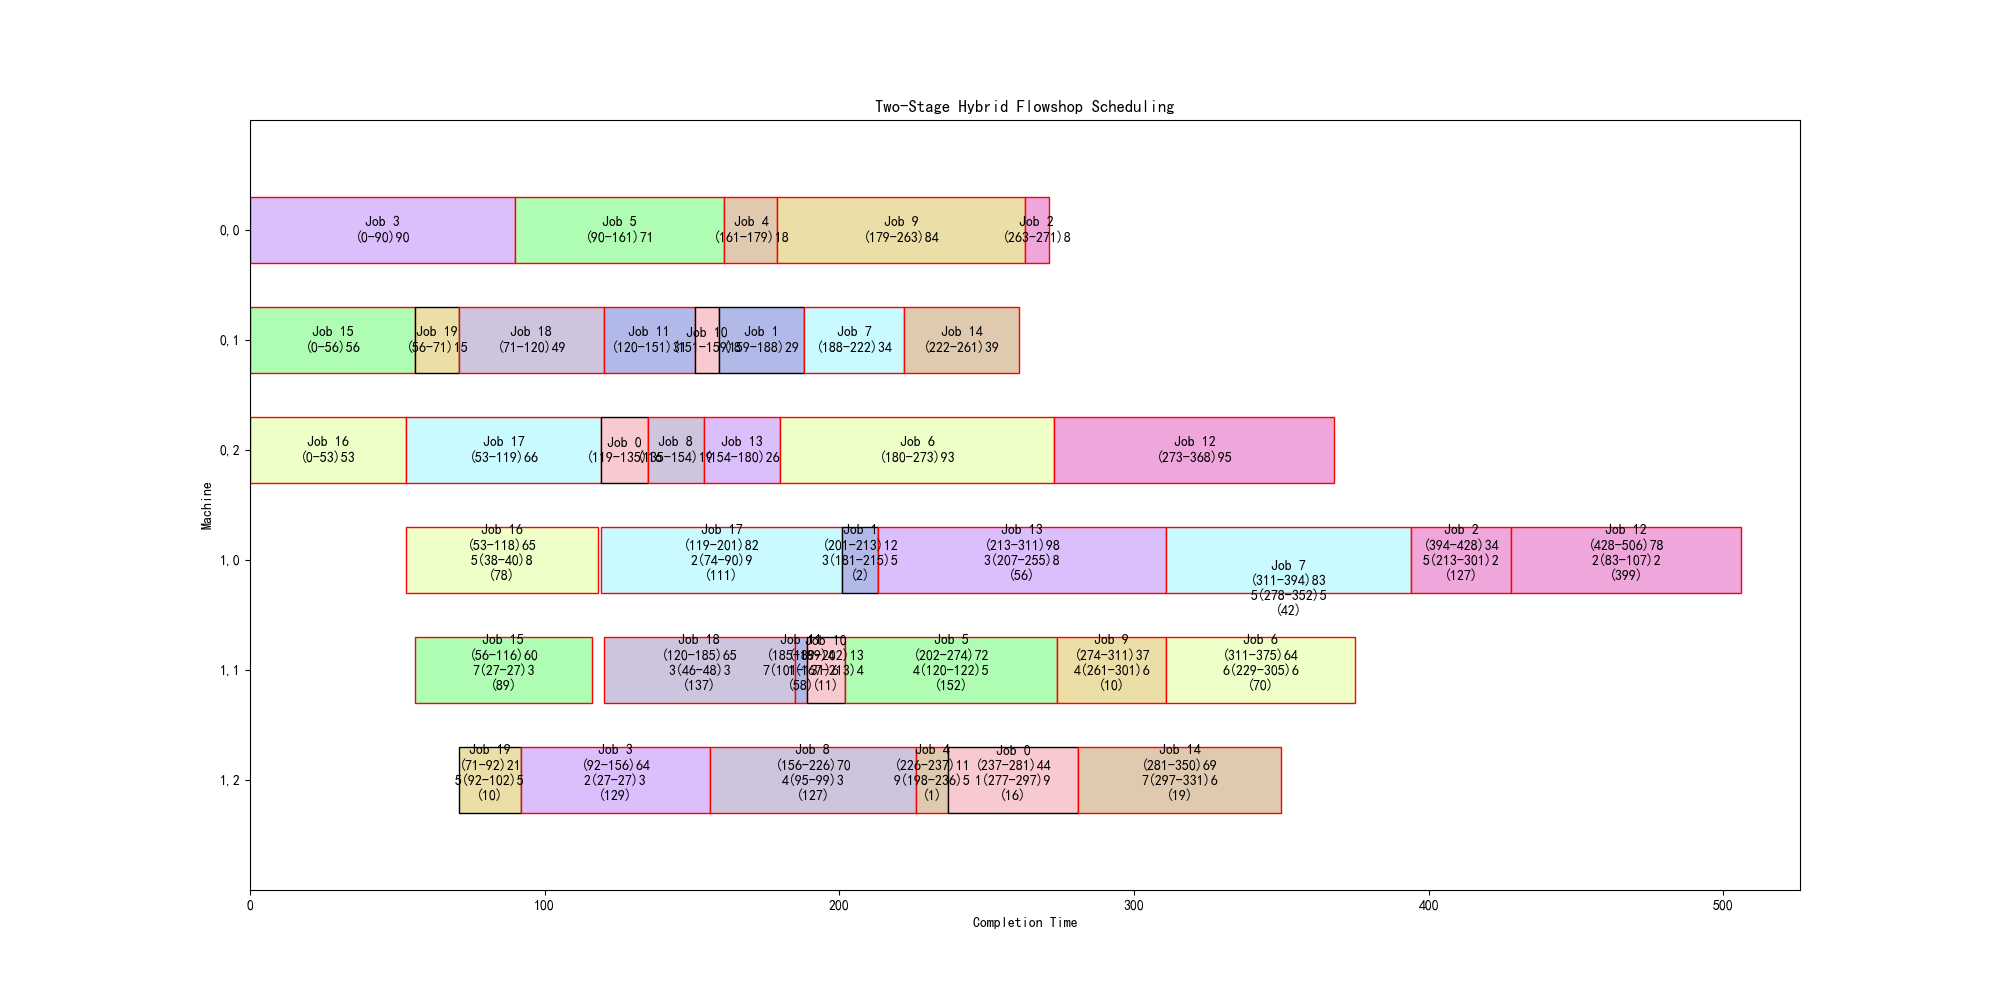 Two-Stage Hybrid Flowshop Scheduling
0,0
Job 3
(0-90)90
Job 5
(90-161)71
Job 4
(161-179)18
Job 9
(179-263)84
Job 2
(263-271)8
0,1
Job 15
(0-56)56
Job 19
(56-71)15
Job 18
(71-120)49
Job 11
(120-151)31
Job 10
(151-159)8
Job 1
(159-188)29
Job 7
(188-222)34
Job 14
(222-261)39
0,2
Job 16
(0-53)53
Job 17
(53-119)66
Job 0
(119-135)16
Job 8
(135-154)19
Job 13
(154-180)26
Job 6
(180-273)93
Job 12
(273-368)95
Machine
1,0
Job 16
(53-118)65
5(38-40)8
(78)
Job 17
(119-201)82
2(74-90)9
(111)
Job 1
(201-213)12
3(181-215)5
(2)
Job 13
(213-311)98
3(207-255)8
(56)
Job 7
(311-394)83
5(278-352)5
(42)
Job 2
(394-428)34
5(213-301)2
(127)
Job 12
(428-506)78
2(83-107)2
(399)
1,1
Job 15
(56-116)60
7(27-27)3
(89)
Job 18
(120-185)65
3(46-48)3
(137)
Job 11
(185-189)4
(58)
Job 10
(189-202)13
(11)
Job 5
(202-274)72
4(120-122)5
(152)
Job 9
(274-311)37
4(261-301)6
(10)
Job 6
(311-375)64
6(229-305)6
(70)
1,2
Job 19
(71-92)21
5(92-102)5
(10)
Job 3
(92-156)64
2(27-27)3
(129)
Job 8
(156-226)70
4(95-99)3
(127)
Job 4
(226-237)11
9(198-236)5
(1)
Job 0
(237-281)44
1(277-297)9
(16)
Job 14
(281-350)69
7(297-331)6
(19)
0
100
200
300
400
500
Completion Time